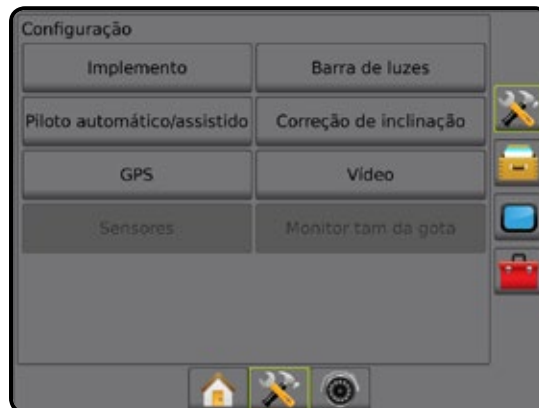 Configuração
Implemento
Barra de luzes
Piloto automático/assistido
Correção de inclinação
GPS
Vídeo
Sensores
Monitor tam da gota